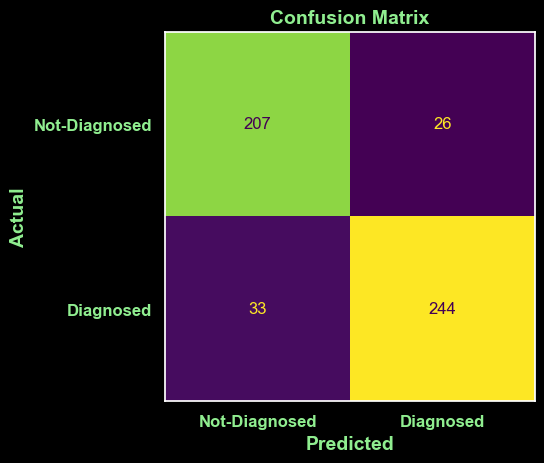 Confusion Matrix
Not-Diagnosed
207
26
Actual
Diagnosed
33
244
Not-Diagnosed
Diagnosed
Predicted